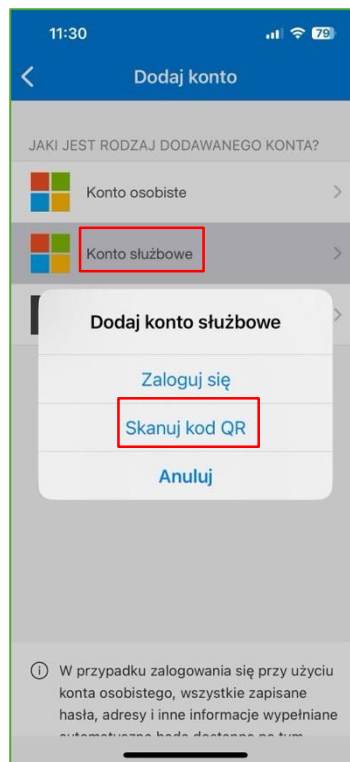 11:30 79
Dodaj konto
JAKI JEST RODZAJ DODAWANEGO KONTA?
Konto osobiste
Konto służbowe
Dodaj konto służbowe
Zaloguj się
Skanuj kod QR
Anuluj
W przypadku zalogowania się przy użyciu
konta osobistego, wszystkie zapisane
hasła, adresy i inne informacje wypełniane